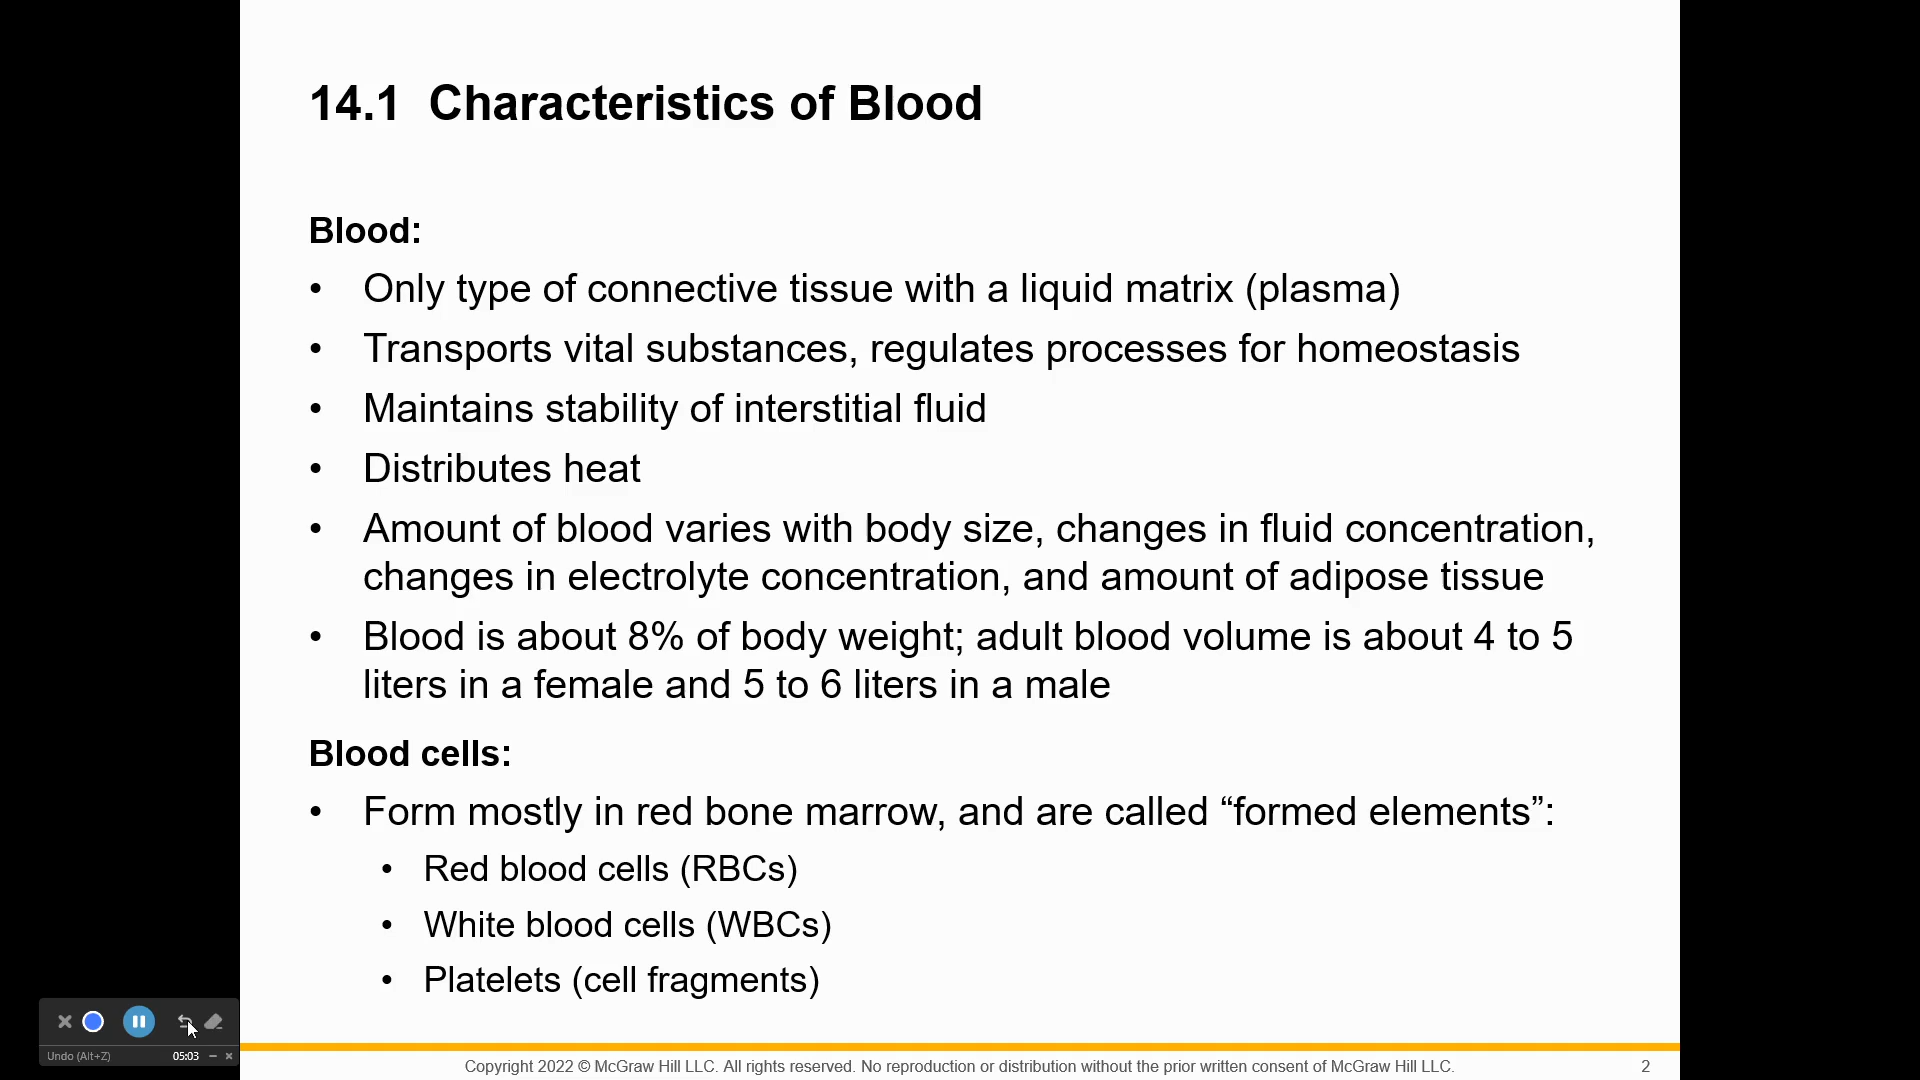 14.1 Characteristics of Blood
Blood:
• Only type of connective tissue with a liquid matrix (plasma)
• Transports vital substances, regulates processes for homeostasis
• Maintains stability of interstitial fluid
• Distributes heat
• Amount of blood varies with body size, changes in fluid concentration,
changes in electrolyte concentration, and amount of adipose tissue
• Blood is about 8% of body weight; adult blood volume is about 4 to 5
liters in a female and 5 to 6 liters in a male
Blood cells:
• Form mostly in red bone marrow, and are called “formed elements”:
• Red blood cells (RBCs)
• White blood cells (WBCs)
• Platelets (cell fragments)
Undo (Alt+Z) 05:03
Copyright 2022 © McGraw Hill LLC. All rights reserved. No reproduction or distribution without the prior written consent of McGraw Hill LLC. 2